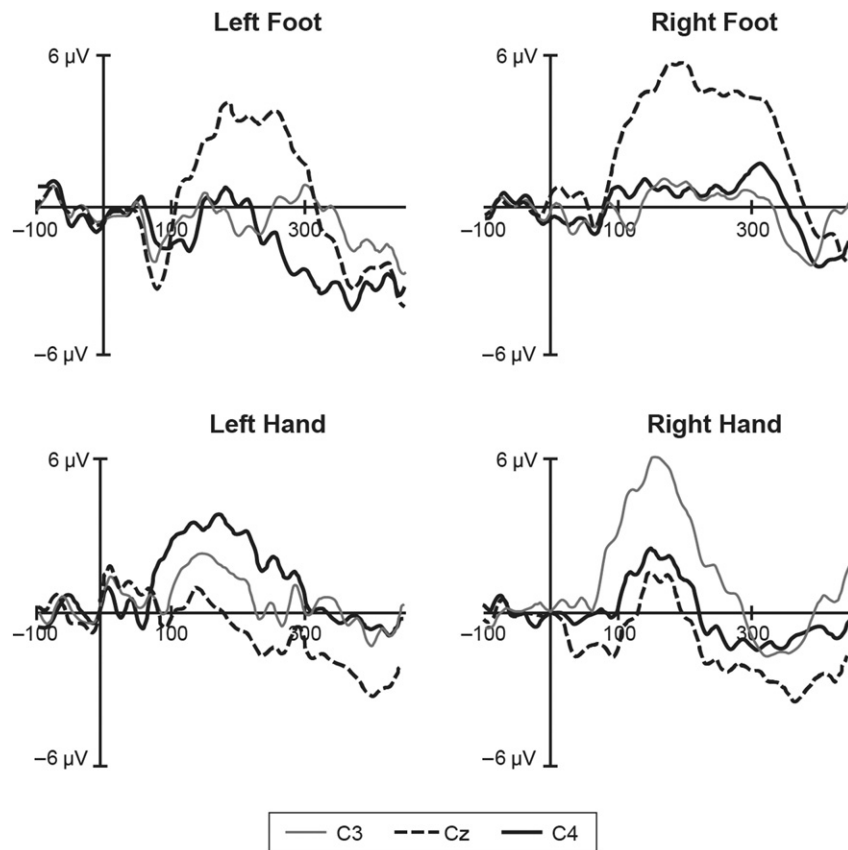 Left Foot
6 µV
–100
100
300
–6 µV
Right Foot
6 µV
–100
100
300
–6 µV
Left Hand
6 µV
–100
100
300
–6 µV
Right Hand
6 µV
–100
100
300
–6 µV
C3 Cz C4